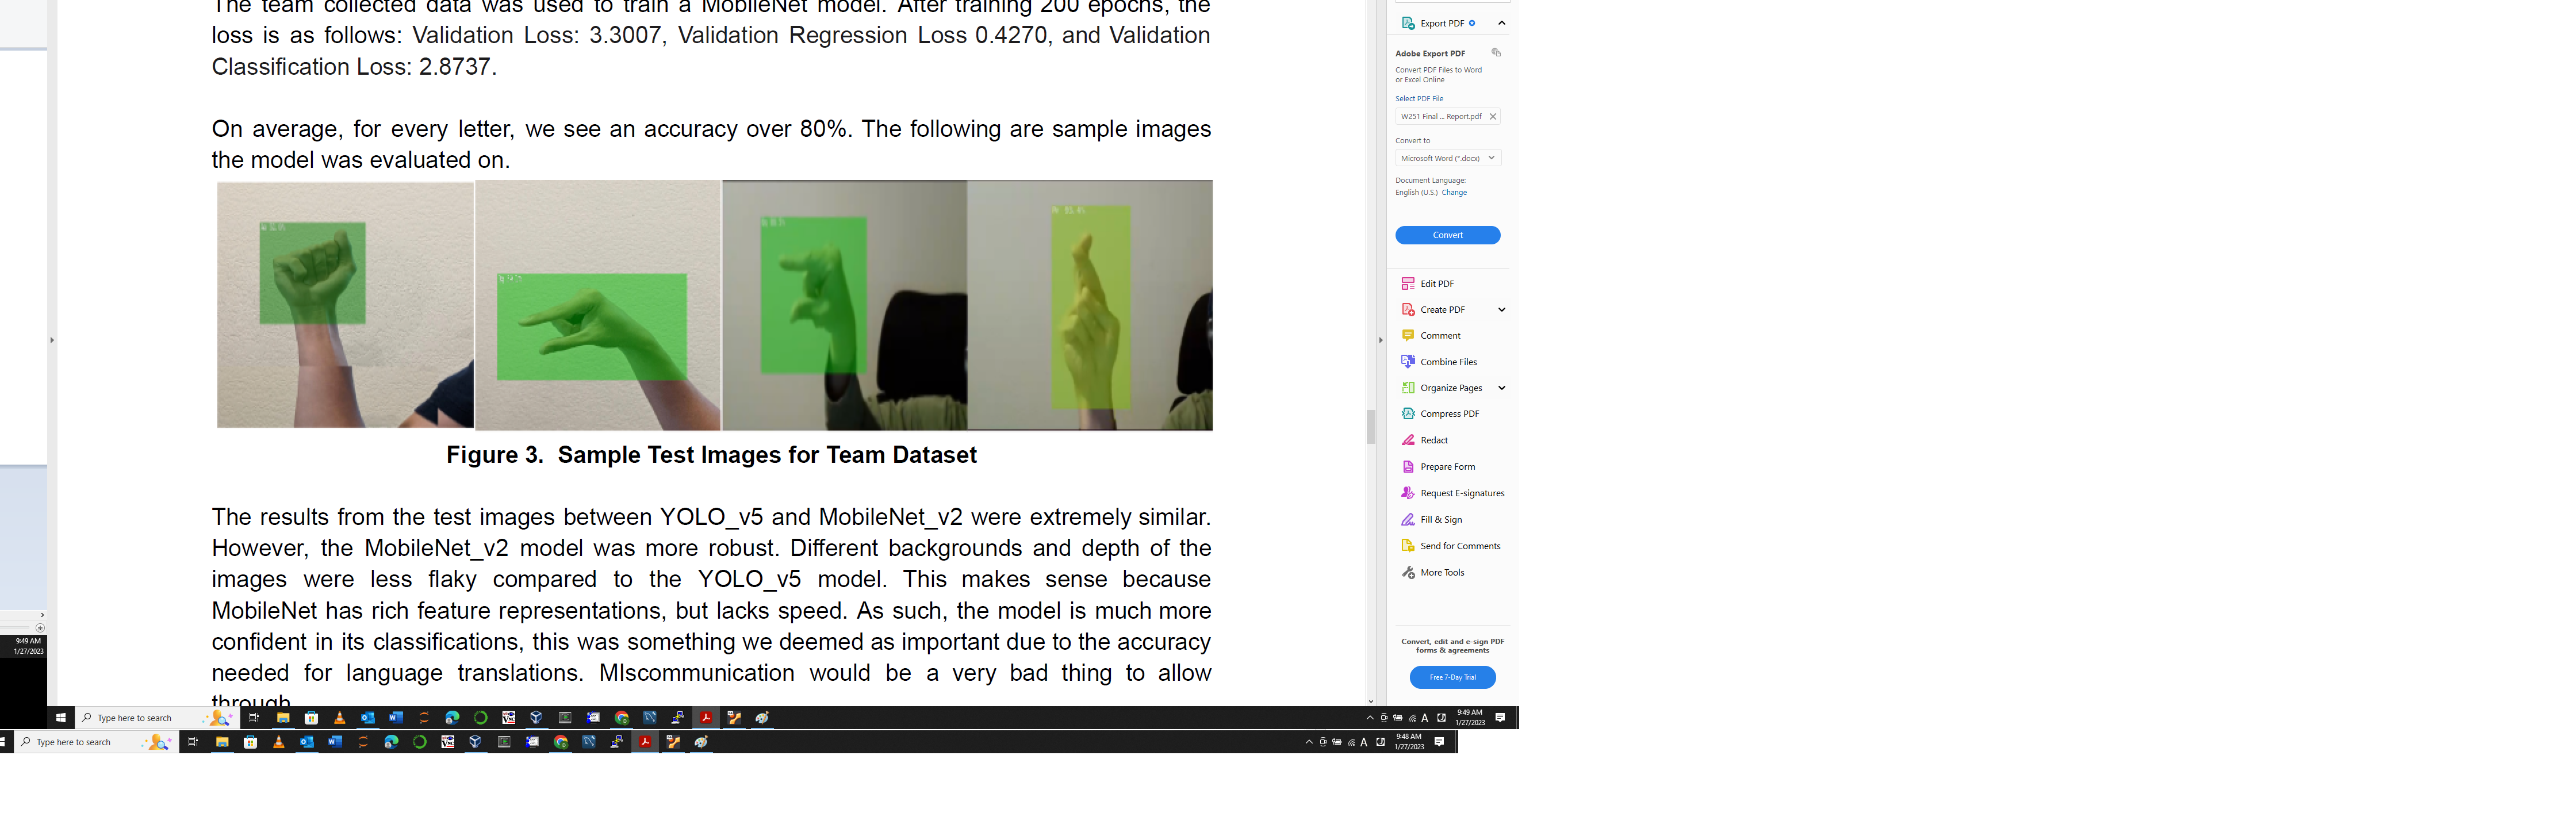 The team collected data was used to train a MobileNet model. After training 200 epochs, the
loss is as follows: Validation Loss: 3.3007, Validation Regression Loss 0.4270, and Validation
Classification Loss: 2.8737.
On average, for every letter, we see an accuracy over 80%. The following are sample images
the model was evaluated on.
Figure 3. Sample Test Images for Team Dataset
The results from the test images between YOLO_v5 and MobileNet_v2 were extremely similar.
However, the MobileNet_v2 model was more robust. Different backgrounds and depth of the
images were less flaky compared to the YOLO_v5 model. This makes sense because
MobileNet has rich feature representations, but lacks speed. As such, the model is much more
confident in its classifications, this was something we deemed as important due to the accuracy
needed for language translations. MIscommunication would be a very bad thing to allow
through
Export PDF
Adobe Export PDF
Convert PDF Files to Word
or Excel Online
Select PDF File
W251 Final ... Report.pdf
Convert to
Microsoft Word (*.docx)
Document Language:
English (U.S.) Change
Convert
Edit PDF
Create PDF
Comment
Combine Files
Organize Pages
Compress PDF
Redact
Prepare Form
Request E-signatures
Fill & Sign
Send for Comments
More Tools
Convert, edit and e-sign PDF
forms & agreements
Free 7-Day Trial
9:49 AM
1/27/2023
Type here to search
9:49 AM
1/27/2023
Type here to search
9:48 AM
1/27/2023